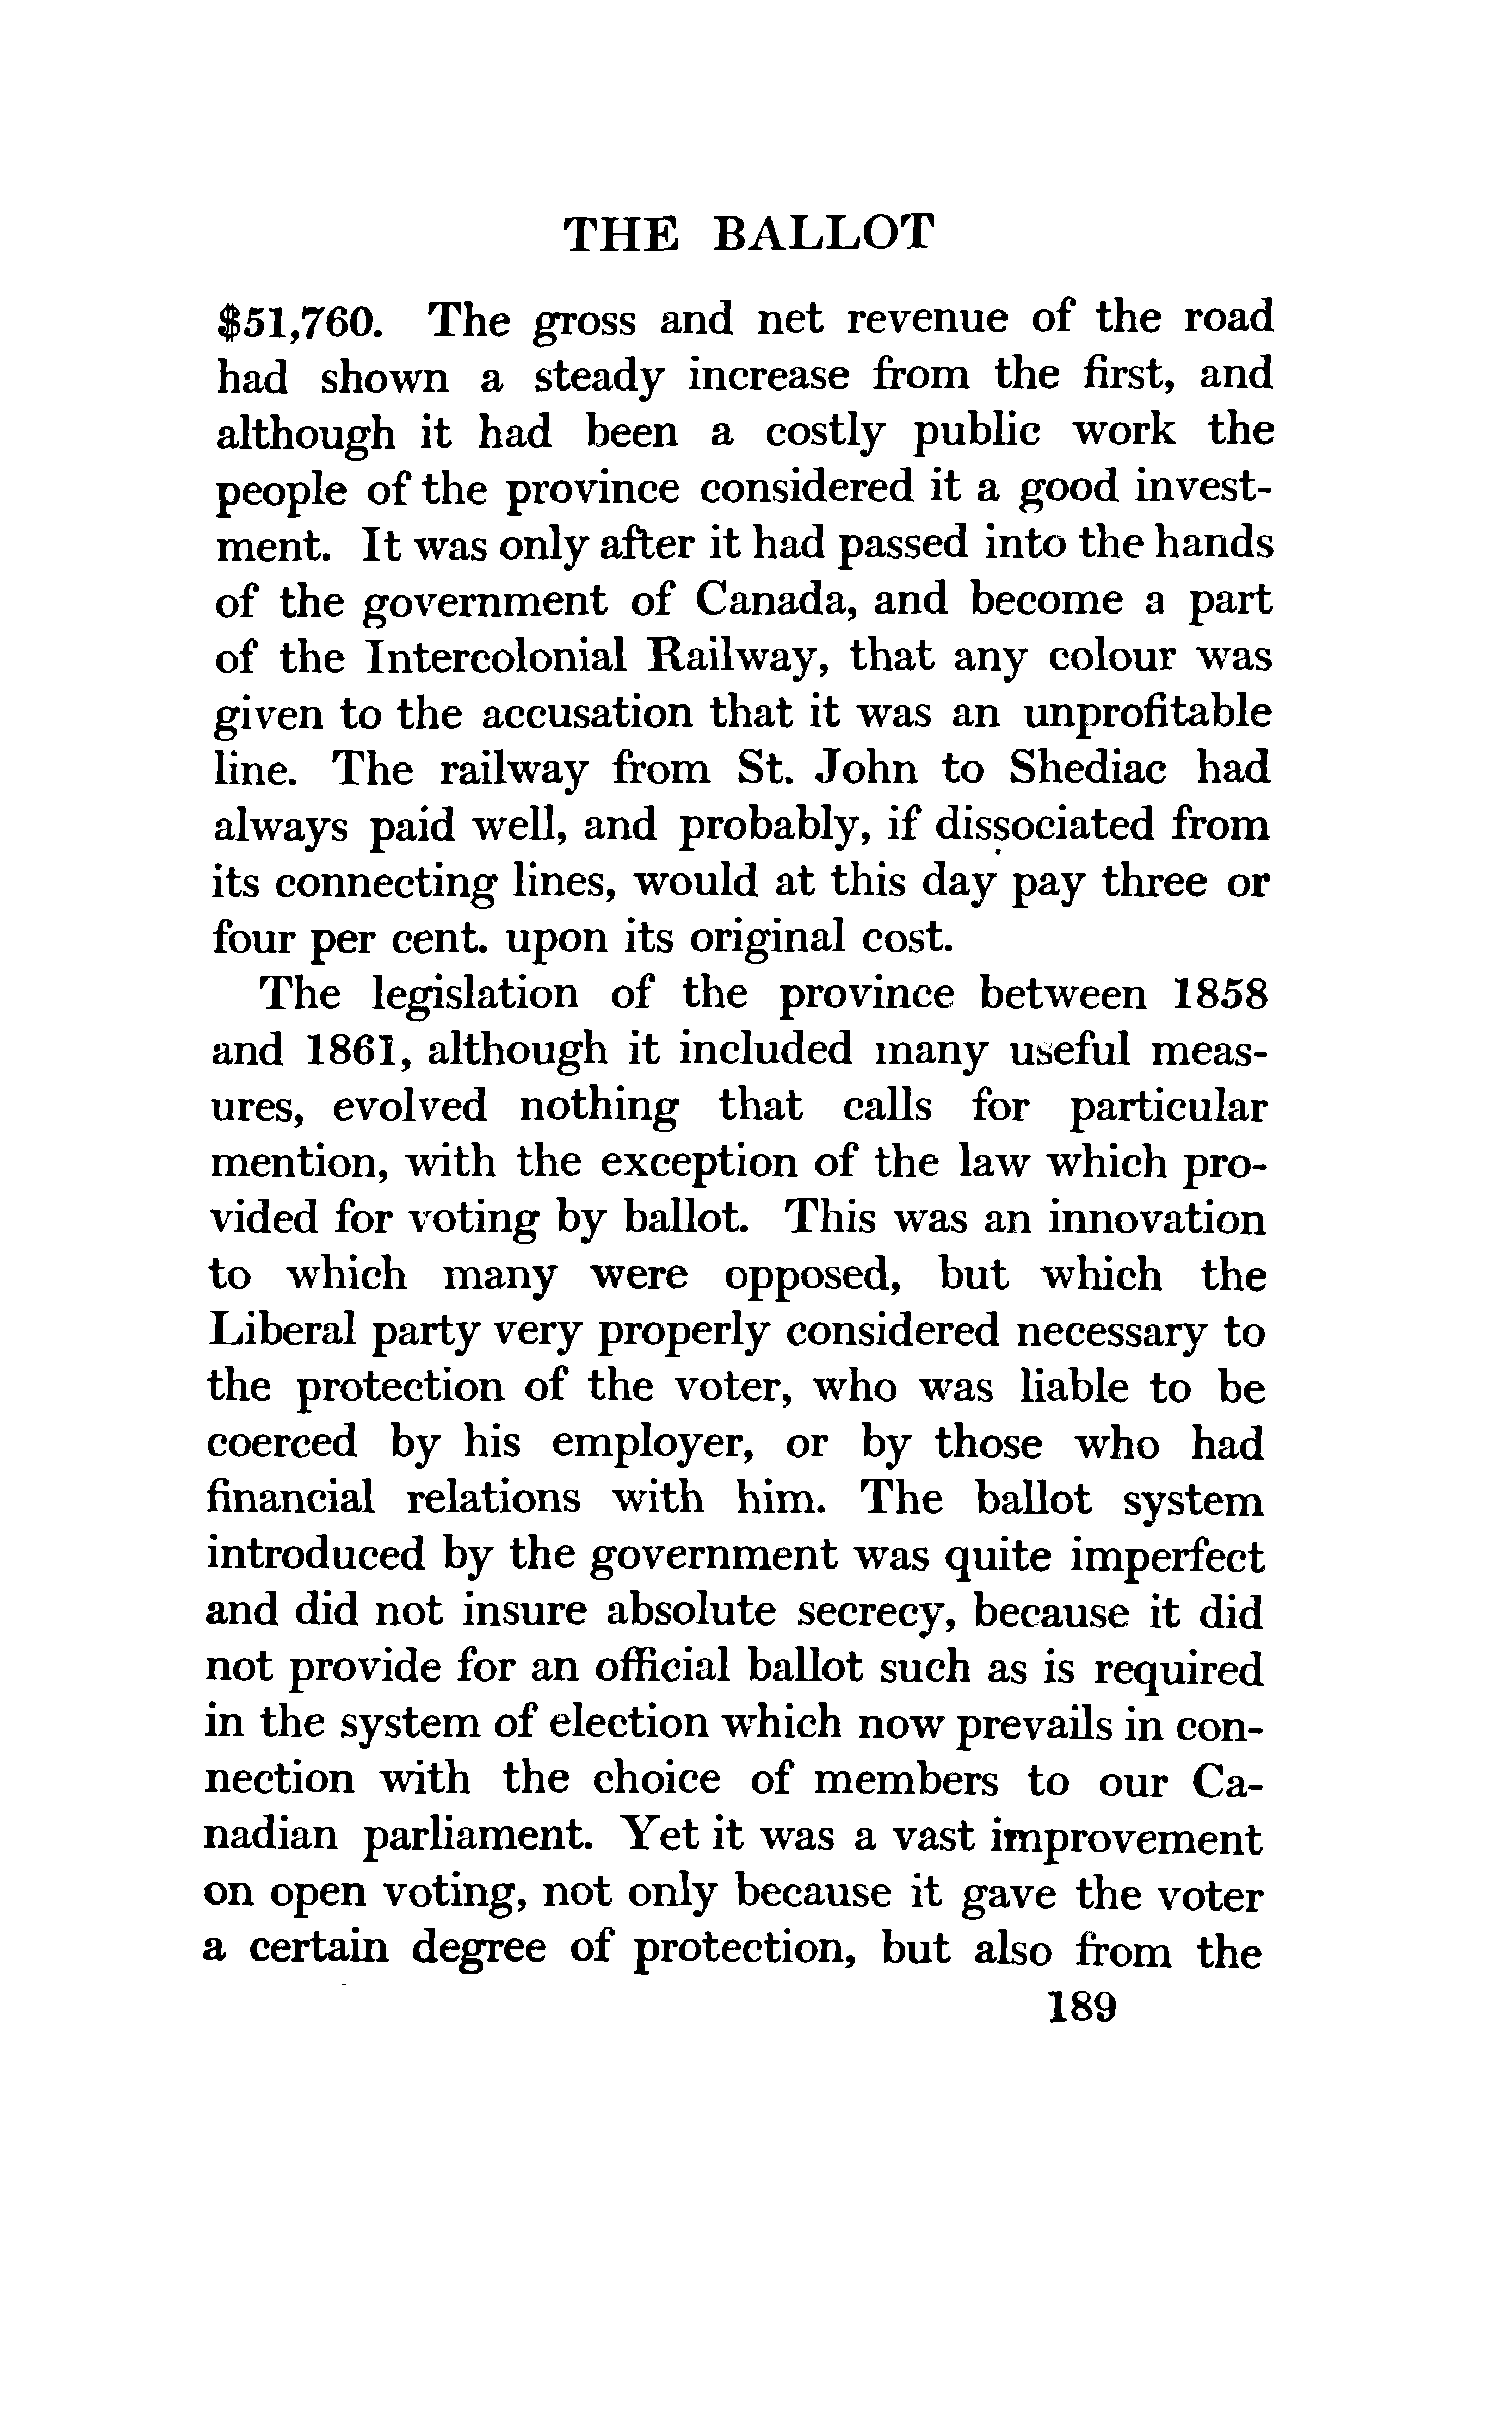 THE BALLOT
$51,760. The gross and net revenue of the road
had shown a steady increase from the first, and
although it had been a costly public work the
people of the province considered it a good invest-
ment. It was only after it had passed into the hands
of the government of Canada, and become a part
of the Intercolonial Railway, that any colour was
given to the accusation that it was an unprofitable
line. The railway from St. John to Shediac had
always paid well, and probably, if dissociated from
its connecting lines, would at this day pay three or
four per cent. upon its original cost.
The legislation of the province between 1858
and 1861, although it included many useful meas-
ures, evolved nothing that calls for particular
mention, with the exception of the law which pro-
vided for voting by ballot. This was an innovation
to which many were opposed, but which the
Liberal party very properly considered necessary to
the protection of the voter, who was liable to be
coerced by his employer, or by those who had
financial relations with him. The ballot system
introduced by the government was quite imperfect
and did not insure absolute secrecy, because it did
not provide for an official ballot such as is required
in the system of election which now prevails in con-
nection with the choice of members to our Ca-
nadian parliament. Yet it was a vast improvement
on open voting, not only because it gave the voter
a certain degree of protection, but also from the
189